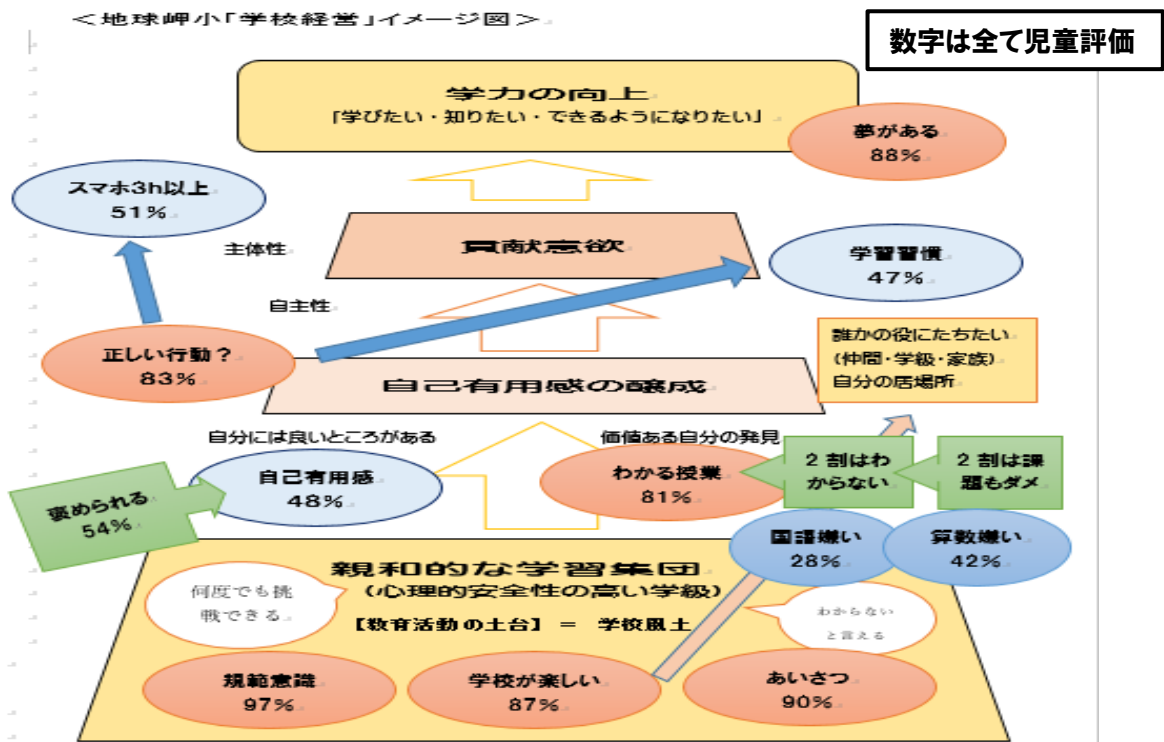 ＜地球岬小「学校経営」イメージ図＞
数字は全て児童評価
学力の向上
「学びたい・知りたい・できるようになりたい」
夢がある
88%
スマホ3h以上
51%
主体性
貢献意欲
学習習慣
47%
自主性
正しい行動？
83%
誰かの役にたちたい
(仲間・学級・家族)
自分の居場所
自己有用感の醸成
自分には良いところがある
価値ある自分の発見
褒められる
54%
自己有用感
48%
わかる授業
81%
２割はわ
からない
２割は課
題もダメ
国語嫌い
28%
算数嫌い
42%
親和的な学習集団
(心理的安全性の高い学級)
何度でも挑
戦できる
【教育活動の土台】 ＝ 学校風土
わからない
と言える
規範意識
97%
学校が楽しい
87%
あいさつ
90%